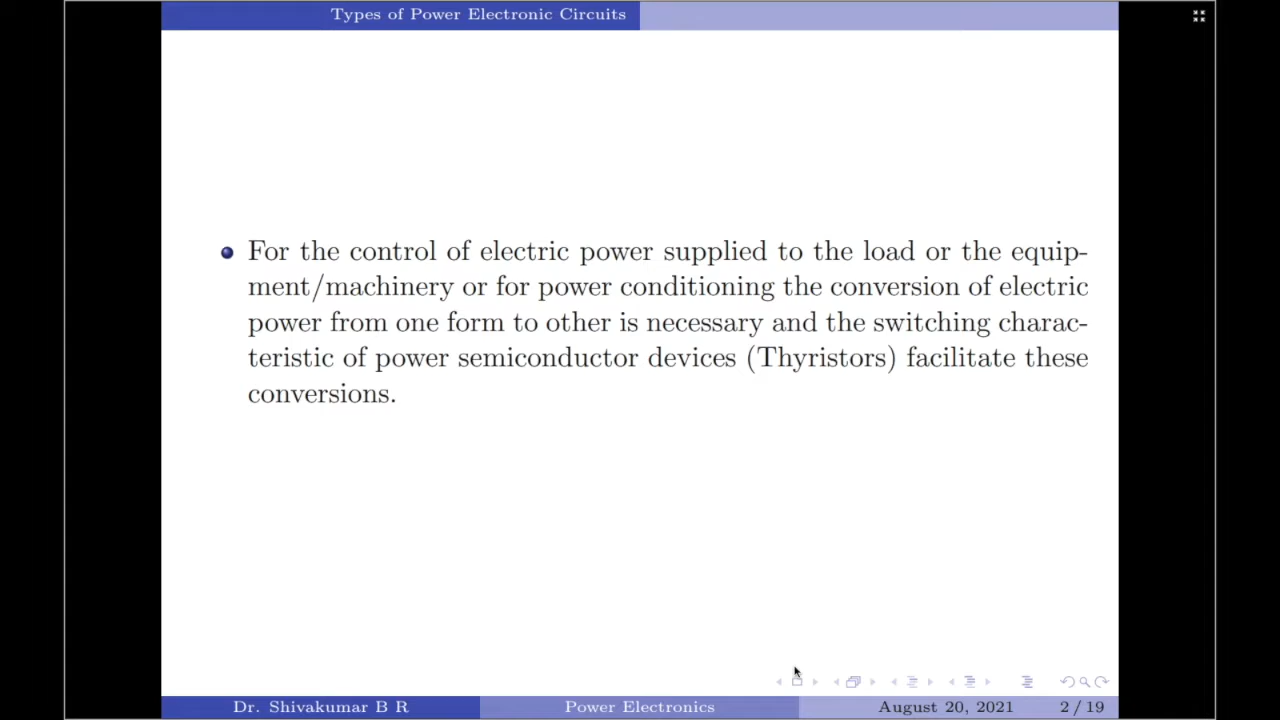 Types of Power Electronic Circuits
For the control of electric power supplied to the load or the equip-
ment/machinery or for power conditioning the conversion of electric
power from one form to other is necessary and the switching charac-
teristic of power semiconductor devices (Thyristors) facilitate these
conversions.
Dr. Shivakumar B R
Power Electronics
August 20, 2021
2 / 19